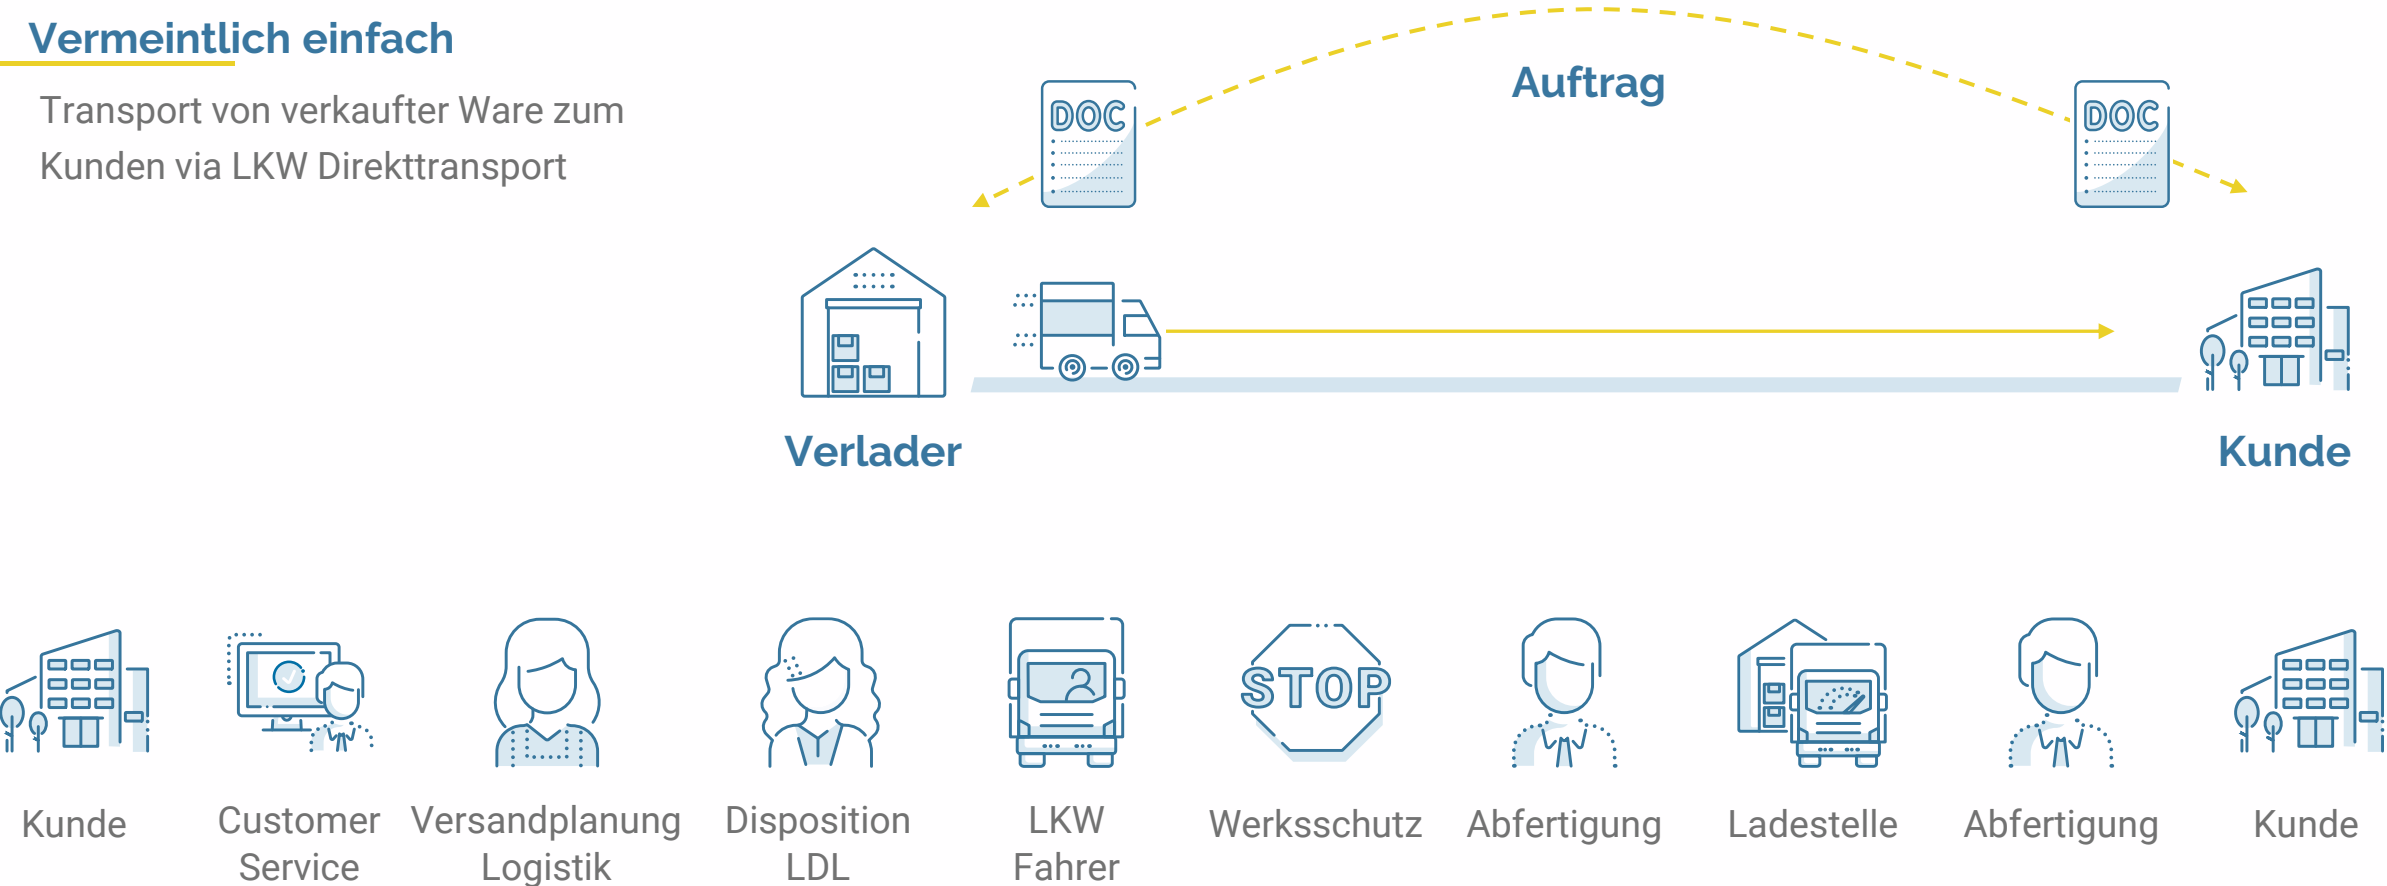 Vermeintlich einfach
Transport von verkaufter Ware zum
Kunden via LKW Direkttransport
Auftrag
DOC
DOC
Verlader
Kunde
STOP
Kunde
Customer
Service
Versandplanung
Logistik
Disposition
LDL
LKW
Fahrer
Werksschutz
Abfertigung
Ladestelle
Abfertigung
Kunde